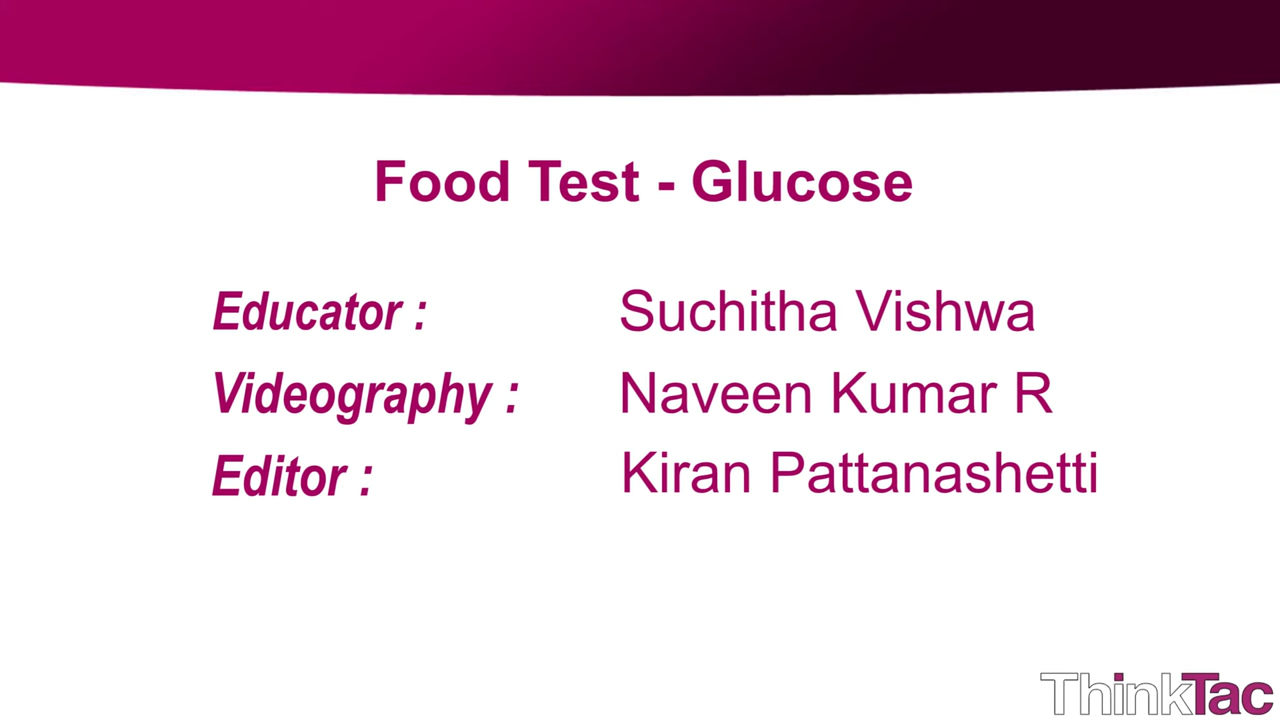 Food Test - Glucose
Educator : Suchitha Vishwa
Videography : Naveen Kumar R
Editor : Kiran Pattanashetti
ThinkTac